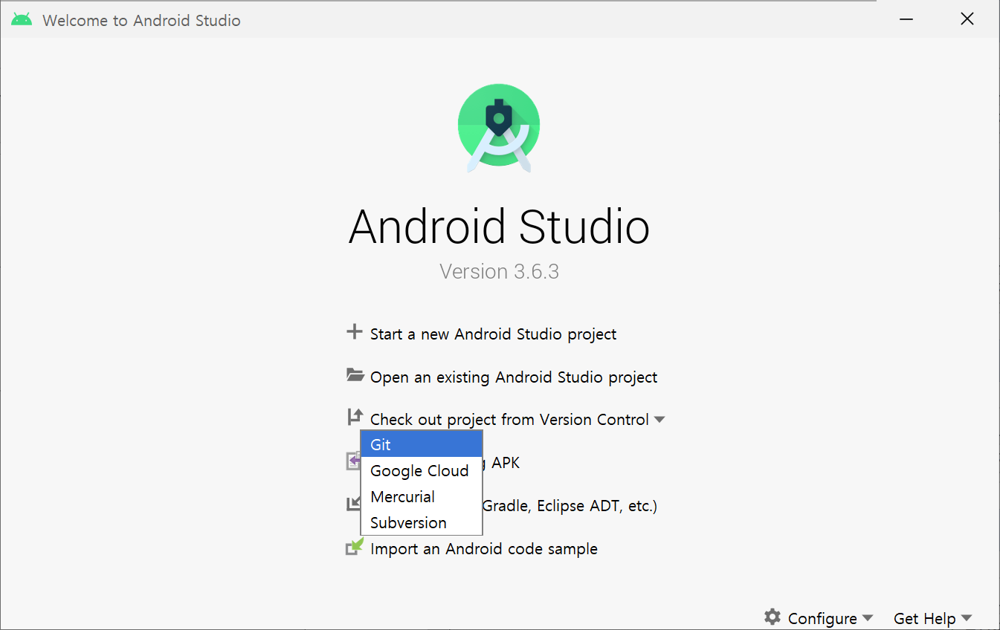 Welcome to Android Studio
Android Studio
Version 3.6.3
Start a new Android Studio project
Open an existing Android Studio project
Check out project from Version Control
Git
Google Cloud
APK
Mercurial
Gradle, Eclipse ADT, etc.)
Subversion
Import an Android code sample
Configure
Get Help